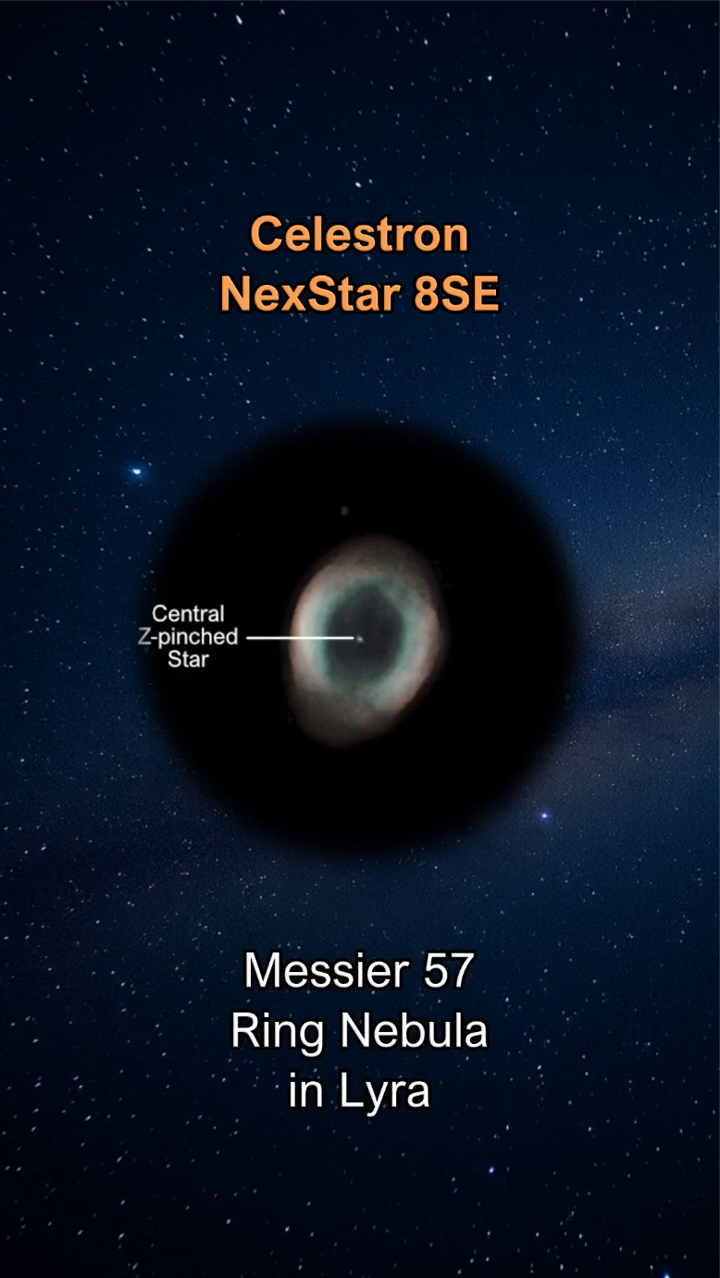 Celestron
NexStar 8SE
Central
Z-pinched
Star
Messier 57
Ring Nebula
in Lyra